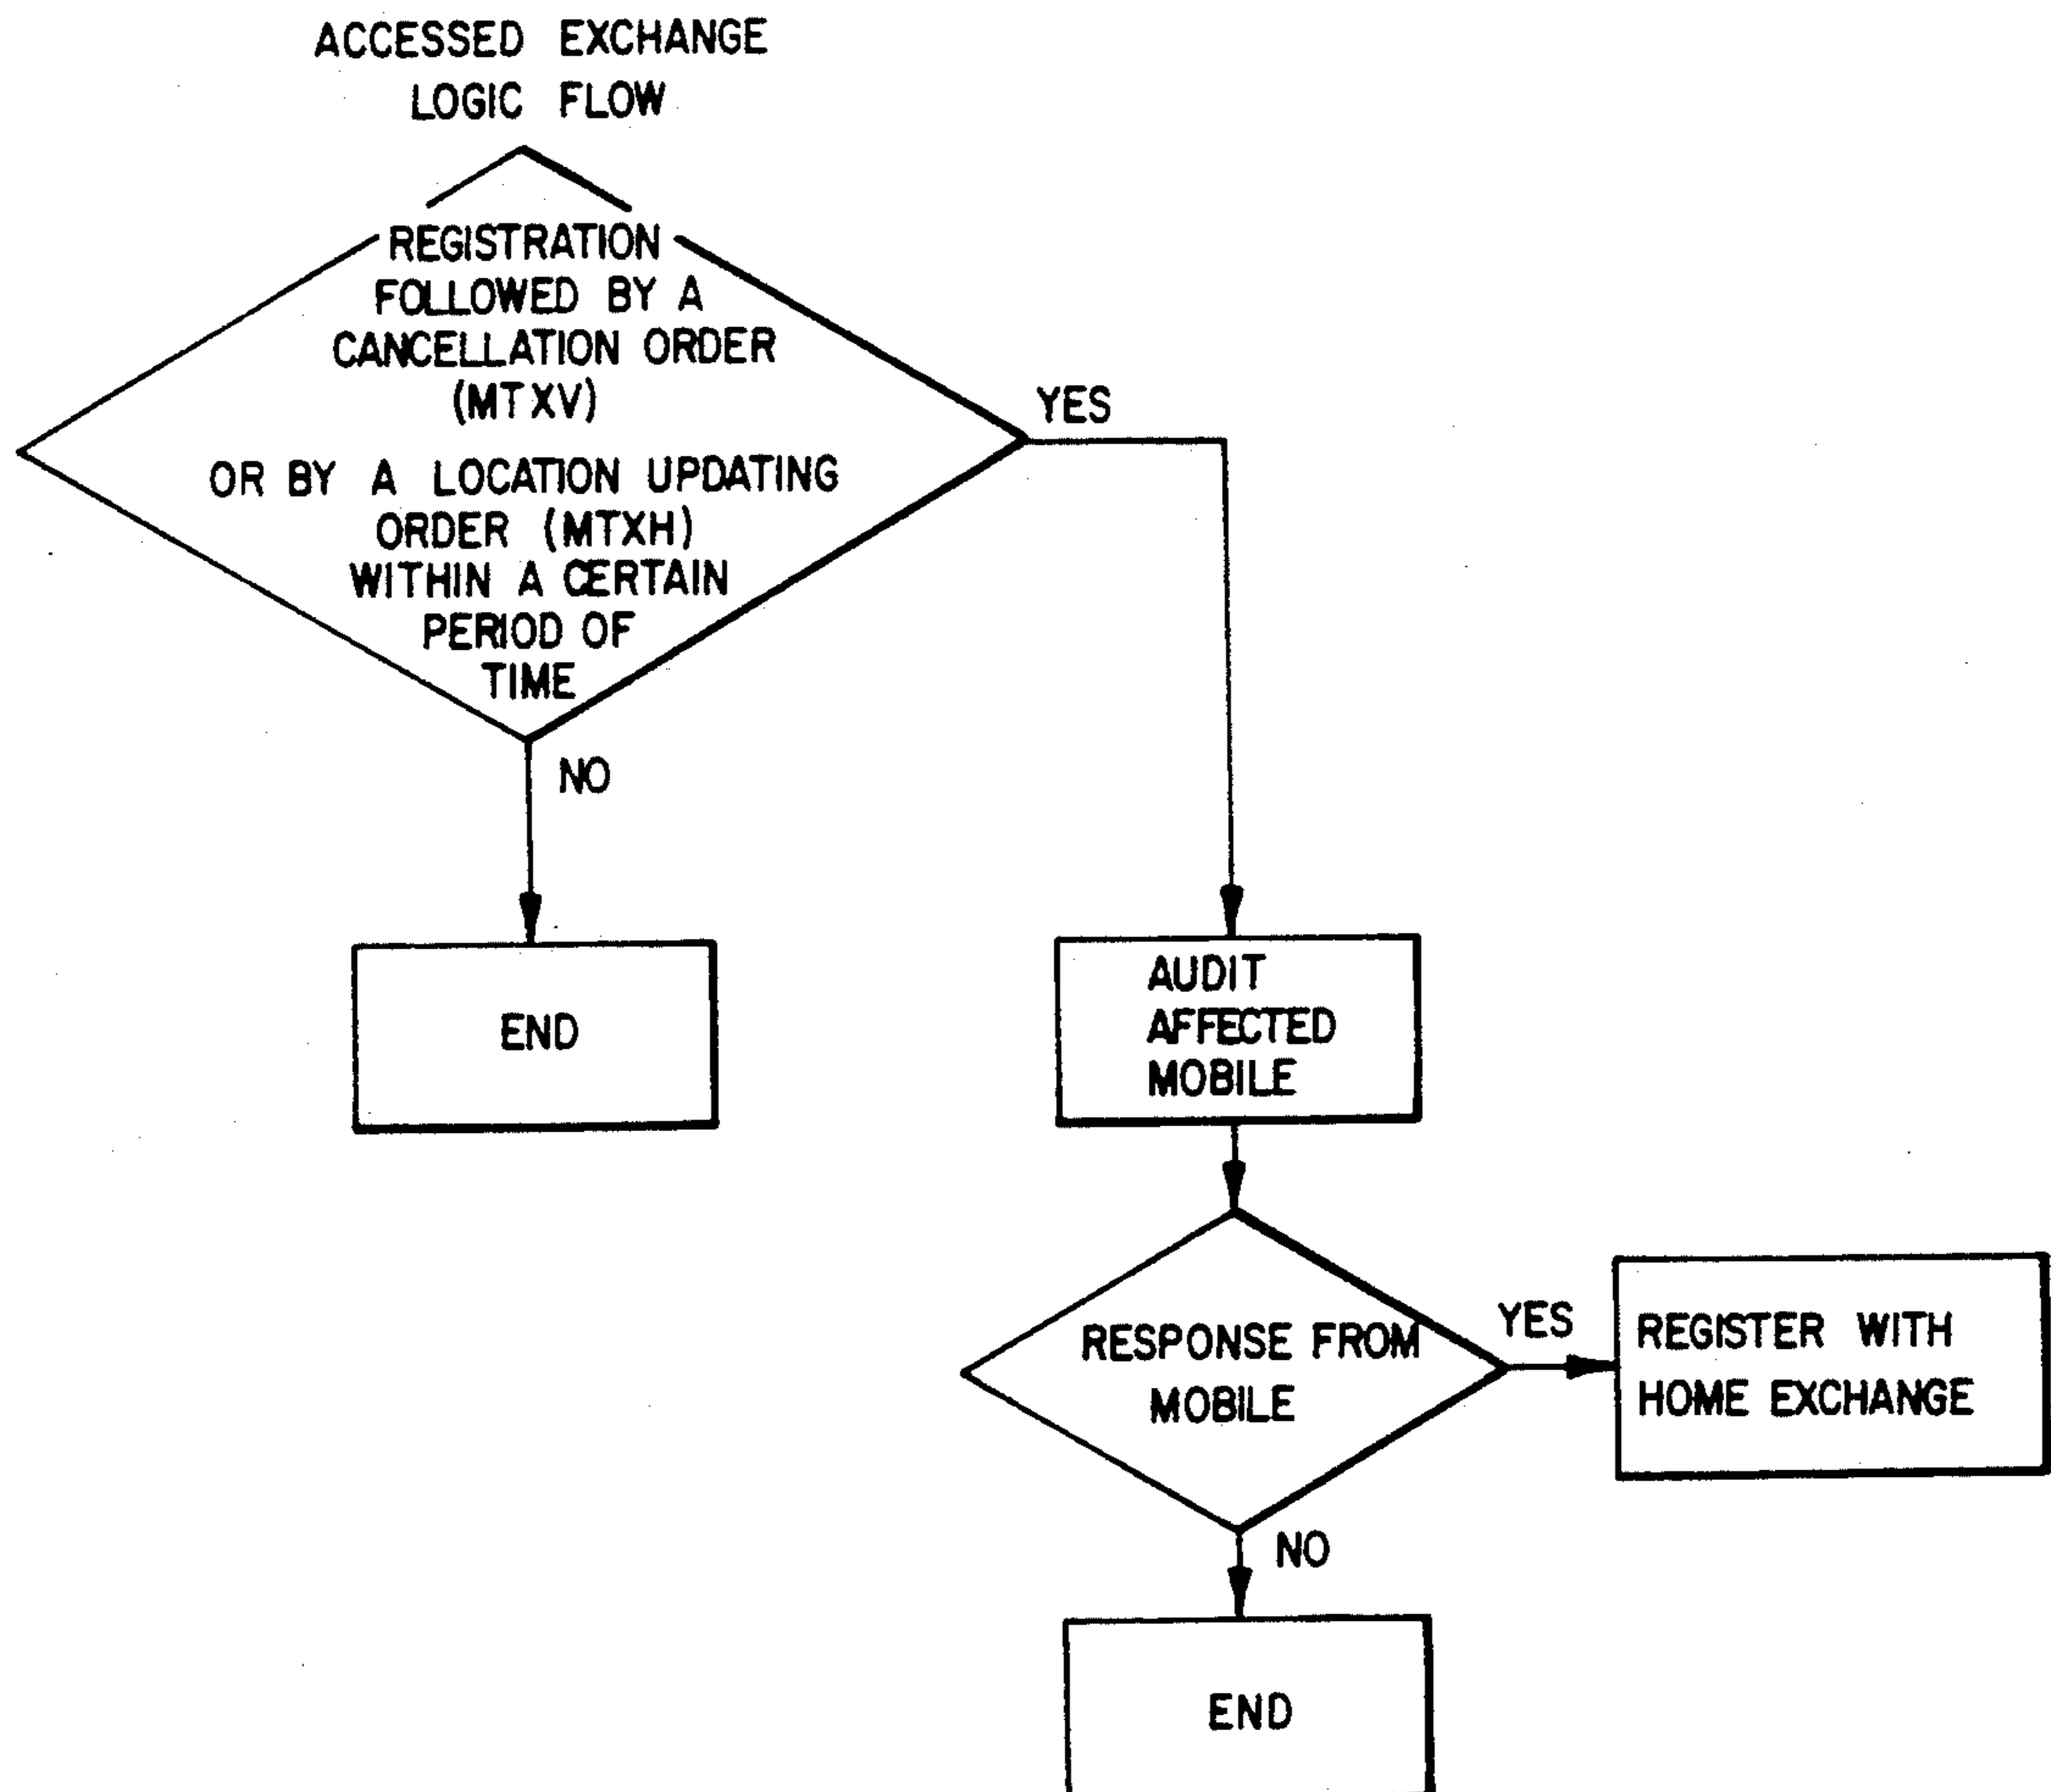 ACCESSED EXCHANGE
LOGIC FLOW
REGISTRATION
FOLLOWED BY A
CANCELLATION ORDER
(MTXV)
OR BY A LOCATION UPDATING
ORDER (MTXH)
WITHIN A CERTAIN
PERIOD OF
TIME
YES
NO
END
AUDIT
AFFECTED
MOBILE
RESPONSE FROM
MOBILE
YES
REGISTER WITH
HOME EXCHANGE
NO
END